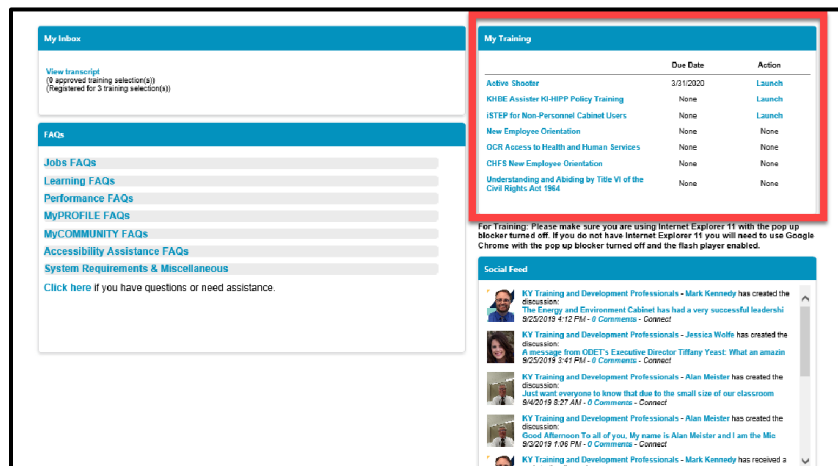 My Inbox
View transcript
(0 approved training selection(s))
(Registered for 3 training selection(s))
FAQs
Jobs FAQs
Learning FAQs
Performance FAQs
MyPROFILE FAQs
MyCOMMUNITY FAQs
Accessibility Assistance FAQs
System Requirements & Miscellaneous
Click here if you have questions or need assistance.
My Training
Due Date Action
Active Shooter 3/31/2020 Launch
KHBE Assister KI-HIPP Policy Training None Launch
iSTEP for Non-Personnel Cabinet Users None Launch
New Employee Orientation None None
OCR Access to Health and Human Services None None
CHFS New Employee Orientation None None
Understanding and Abiding by Title VI of the
Civil Rights Act 1964 None None
For Training: Please make sure you are using Internet Explorer 11 with the pop up
blocker turned off. If you do not have Internet Explorer 11 you will need to use Google
Chrome with the pop up blocker turned off and the flash player enabled.
Social Feed
KY Training and Development Professionals - Mark Kennedy has created the
discussion:
The Energy and Environment Cabinet has had a very successful leadershi
9/25/2019 4:12 PM - 0 Comments - Connect
KY Training and Development Professionals - Jessica Wolfe has created the
discussion:
A message from ODET's Executive Director Tiffany Yeast: What an amazin
9/25/2019 3:41 PM - 0 Comments - Connect
KY Training and Development Professionals - Alan Meister has created the
discussion:
Just want everyone to know that due to the small size of our classroom
9/4/2019 8:27 AM - 0 Comments - Connect
KY Training and Development Professionals - Alan Meister has created the
discussion:
Good Afternoon To all of you, My name is Alan Meister and I am the Mic
9/3/2019 1:06 PM - 0 Comments - Connect
KY Training and Development Professionals - Mark Kennedy has received a